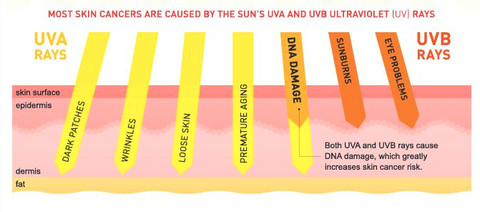 MOST SKIN CANCERS ARE CAUSED BY THE SUN'S UVA AND UVB ULTRAVIOLET (UV) RAYS
UVA
RAYS
UVB
RAYS
DARK PATCHES
WRINKLES
LOOSE SKIN
PREMATURE AGING
DNA DAMAGE
SUNBURNS
EYE PROBLEMS
skin surface
epidermis
Both UVA and UVB rays cause
DNA damage, which greatly
increases skin cancer risk.
dermis
fat